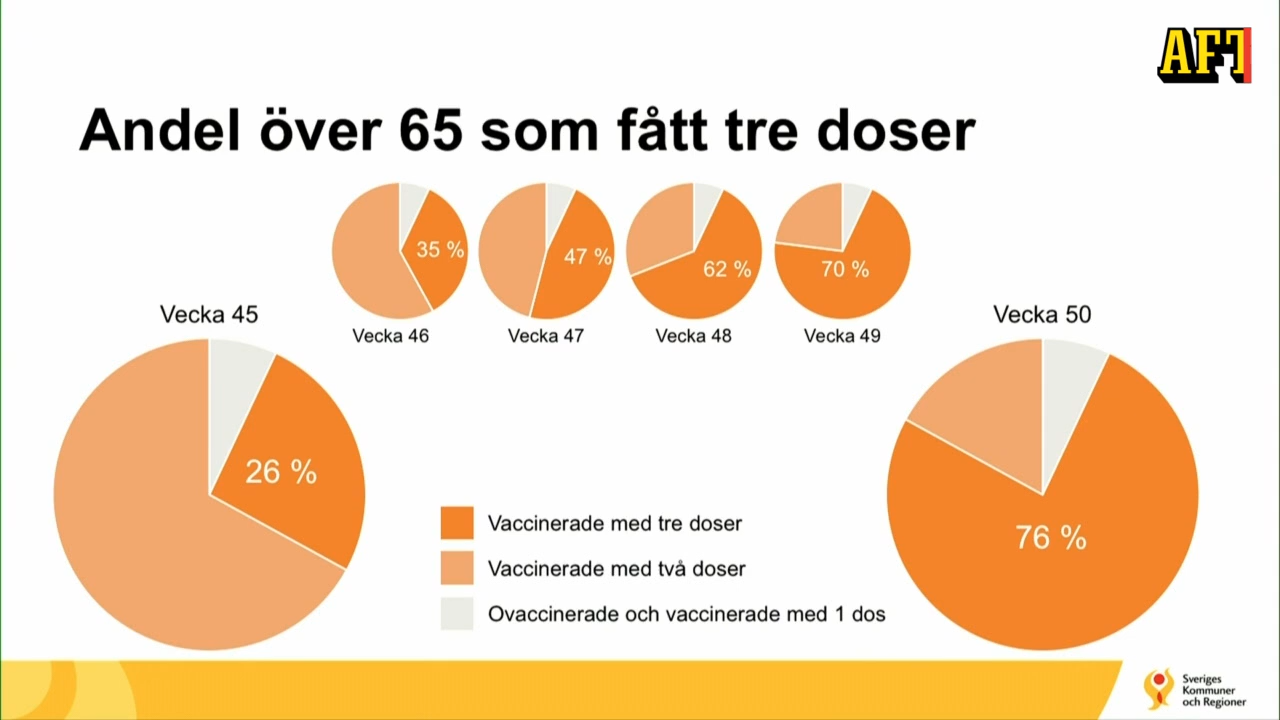 AFT
Andel över 65 som fått tre doser
35 %
47 %
62 %
70 %
Vecka 46
Vecka 47
Vecka 48
Vecka 49
Vecka 45
Vecka 50
26 %
76 %
Vaccinerade med tre doser
Vaccinerade med två doser
Ovaccinerade och vaccinerade med 1 dos
Sveriges
Kommuner
och Regioner